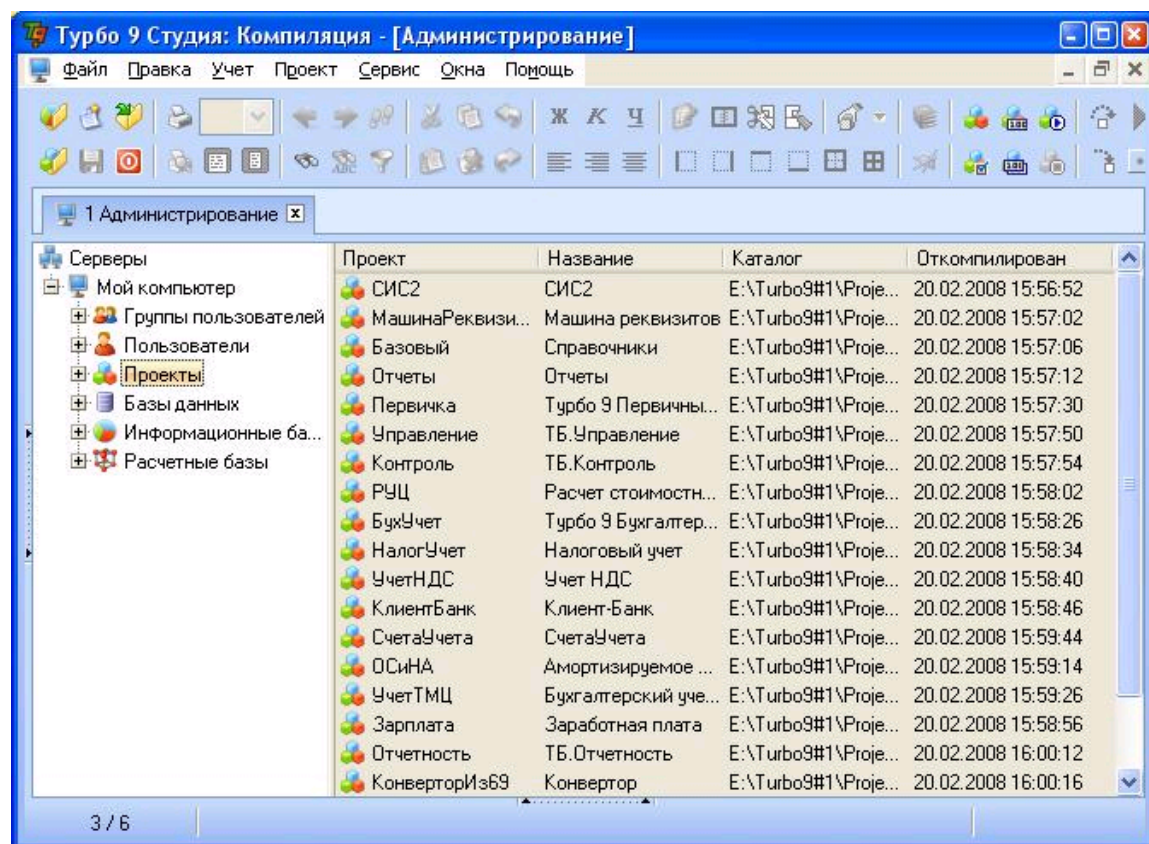 Турбо 9 Студия: Компиляция - [Администрирование]
Файл Правка Учет Проект Сервис Окна Помощь
Ж К Ч
1 Администрирование
Серверы
Мой компьютер
Группы пользователей
Пользователи
Проекты
Базы данных
Информационные ба...
Расчетные базы
Проект Название Каталог Откомпилирован
СИС2 СИС2 E:\Turbo9#1\Proje... 20.02.2008 15:56:52
МашинаРеквизи... Машина реквизитов E:\Turbo9#1\Proje... 20.02.2008 15:57:02
Базовый Справочники E:\Turbo9#1\Proje... 20.02.2008 15:57:06
Отчеты Отчеты E:\Turbo9#1\Proje... 20.02.2008 15:57:12
Первичка Турбо 9 Первичны... E:\Turbo9#1\Proje... 20.02.2008 15:57:30
Управление ТБ.Управление E:\Turbo9#1\Proje... 20.02.2008 15:57:50
Контроль ТБ.Контроль E:\Turbo9#1\Proje... 20.02.2008 15:57:54
РУЦ Расчет стоимостн... E:\Turbo9#1\Proje... 20.02.2008 15:58:02
БухУчет Турбо 9 Бухгалтер... E:\Turbo9#1\Proje... 20.02.2008 15:58:26
НалогУчет Налоговый учет E:\Turbo9#1\Proje... 20.02.2008 15:58:34
УчетНДС Учет НДС E:\Turbo9#1\Proje... 20.02.2008 15:58:40
КлиентБанк Клиент-Банк E:\Turbo9#1\Proje... 20.02.2008 15:58:46
СчетаУчета СчетаУчета E:\Turbo9#1\Proje... 20.02.2008 15:59:44
ОСиНА Амортизируемое ... E:\Turbo9#1\Proje... 20.02.2008 15:59:14
УчетТМЦ Бухгалтерский уче... E:\Turbo9#1\Proje... 20.02.2008 15:59:26
Зарплата Заработная плата E:\Turbo9#1\Proje... 20.02.2008 15:58:56
Отчетность ТБ.Отчетность E:\Turbo9#1\Proje... 20.02.2008 16:00:12
КонверторИз69 Конвертор E:\Turbo9#1\Proje... 20.02.2008 16:00:16
3 / 6